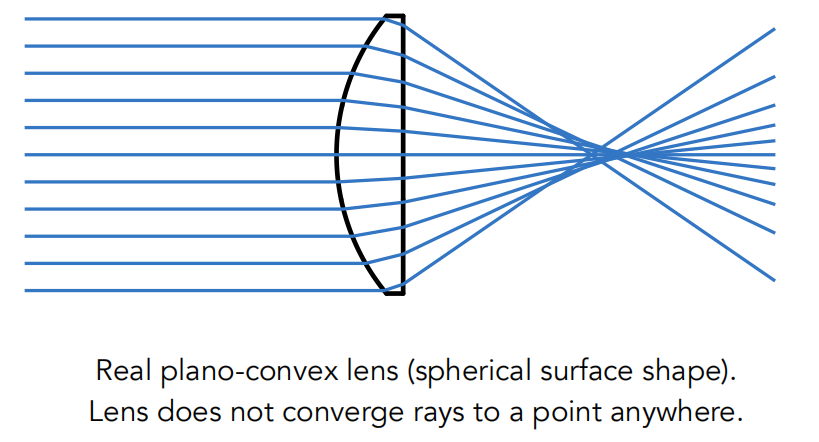 Real plano-convex lens (spherical surface shape).
Lens does not converge rays to a point anywhere.